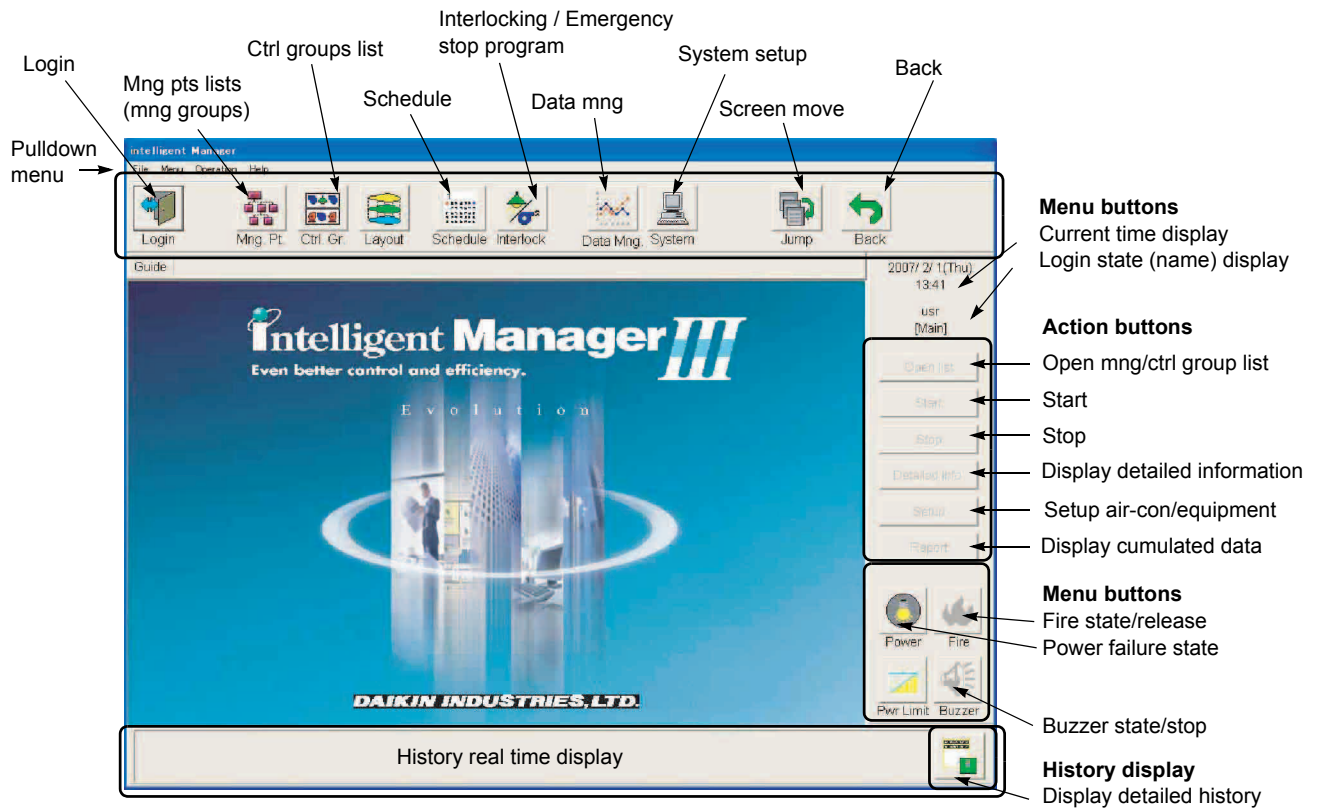 Interlocking / Emergency
stop program
Ctrl groups list
System setup
Login
Back
Mng pts lists
(mng groups)
Schedule
Data mng
Screen move
Pulldown
menu
intelligent Manager
File Menu Operation Help
Login Mng. Pt. Ctrl. Gr. Layout Schedule Interlock Data Mng. System Jump Back
Menu buttons
Current time display
Login state (name) display
Guide
2007/ 2/ 1(Thu)
13:41
usr
[Main]
intelligent Manager III
Even better control and efficiency.
Evolution
Action buttons
Open list
Open mng/ctrl group list
Start
Start
Stop
Stop
Detailed info
Display detailed information
Setup
Setup air-con/equipment
Report
Display cumulated data
Menu buttons
Fire state/release
Power failure state
Power Fire
DAIKIN INDUSTRIES,LTD.
Pwr Limit Buzzer
Buzzer state/stop
History real time display
History display
Display detailed history